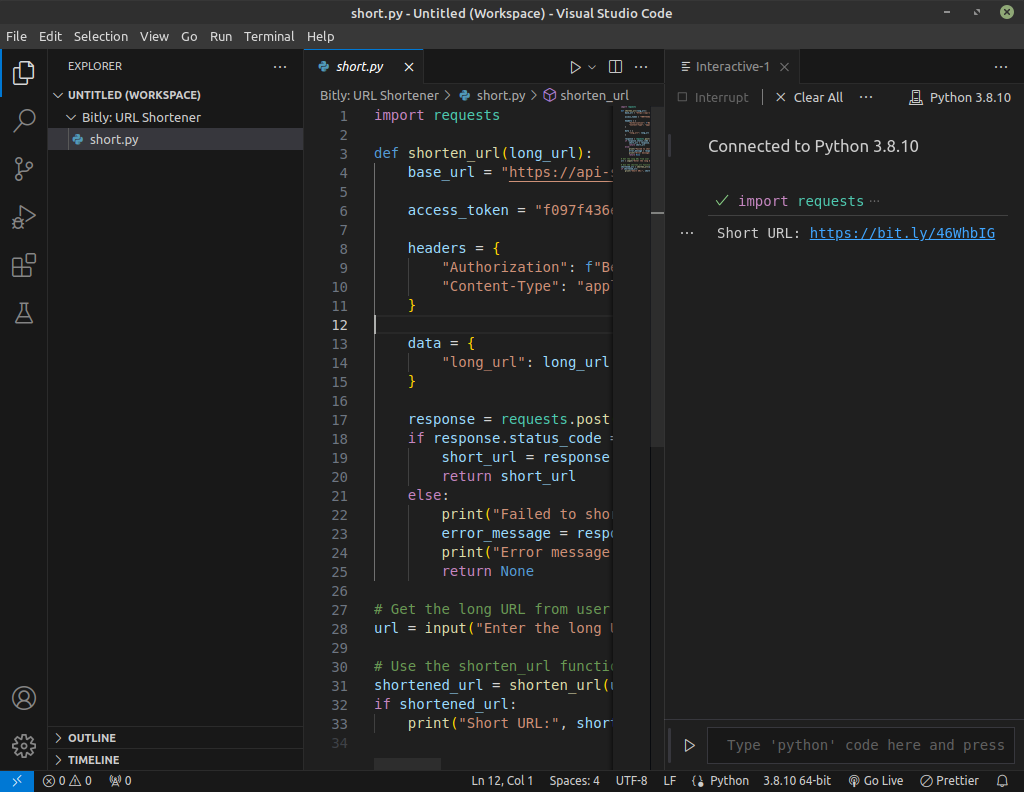 short.py - Untitled (Workspace) - Visual Studio Code
File Edit Selection View Go Run Terminal Help
EXPLORER
UNTITLED (WORKSPACE)
Bitly: URL Shortener
short.py
short.py
Bitly: URL Shortener > short.py > shorten_url
1 import requests
2
3 def shorten_url(long_url):
4 base_url = "https://api-
5
6 access_token = "f097f436
7
8 headers = {
9 "Authorization": f"B
10 "Content-Type": "app
11 }
12
13 data = {
14 "long_url": long_url
15 }
16
17 response = requests.post
18 if response.status_code =
19 short_url = response
20 return short_url
21 else:
22 print("Failed to sho
23 error_message = resp
24 print("Error message
25 return None
26
27 # Get the long URL from user
28 url = input("Enter the long
29
30 # Use the shorten_url functi
31 shortened_url = shorten_url(
32 if shortened_url:
33 print("Short URL:", shor
34
Interactive-1
Interrupt | Clear All ··· Python 3.8.10
Connected to Python 3.8.10
import requests ···
Short URL: https://bit.ly/46WhbIG
Type 'python' code here and press
OUTLINE
TIMELINE
0 0 0 Ln 12, Col 1 Spaces: 4 UTF-8 LF Python 3.8.10 64-bit Go Live Prettier